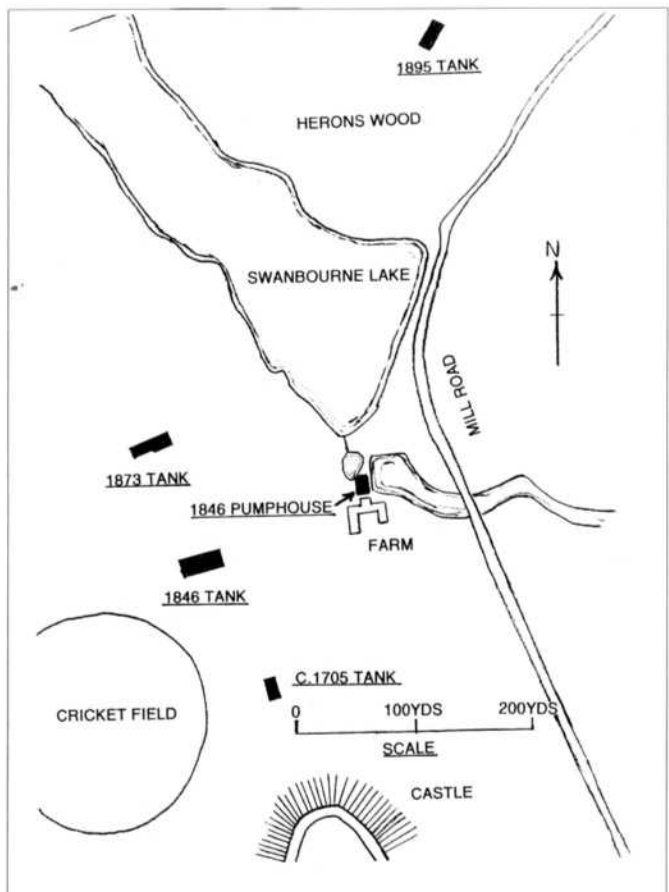 1895 TANK
HERONS WOOD
SWANBOURNE LAKE
N
MILL ROAD
1873 TANK
1846 PUMPHOUSE
FARM
1846 TANK
C.1705 TANK
CRICKET FIELD
0 100YDS 200YDS
SCALE
CASTLE